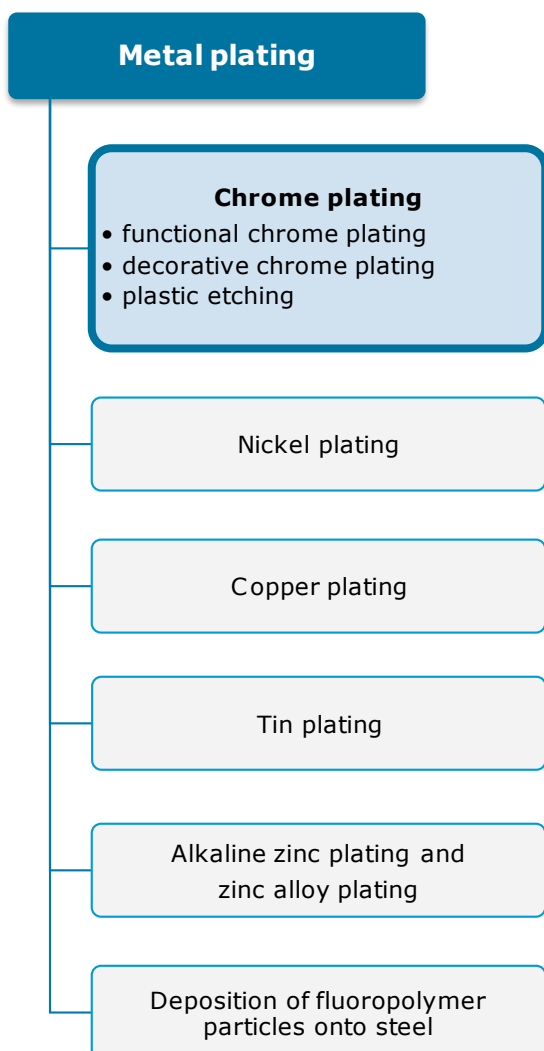 Metal plating
Chrome plating
• functional chrome plating
• decorative chrome plating
• plastic etching
Nickel plating
Copper plating
Tin plating
Alkaline zinc plating and
zinc alloy plating
Deposition of fluoropolymer
particles onto steel